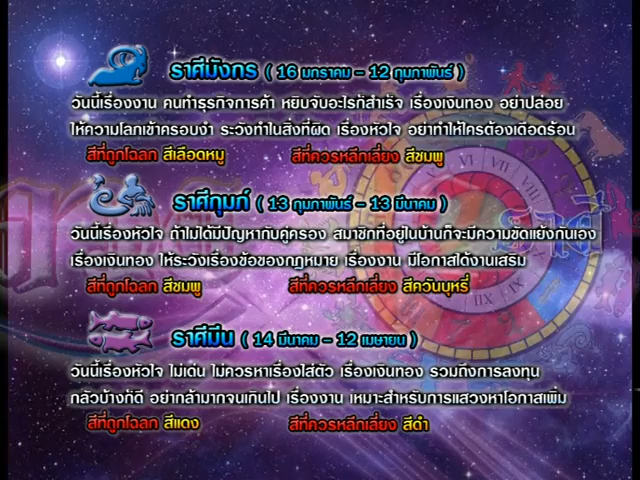 ราศีมังกร ( 16 มกราคม - 12 กุมภาพันธ์ )
วันนี้เรื่องงาน คนทำธุรกิจการค้า หยิบจับอะไรก็สำเร็จ เรื่องเงินทอง อย่าปล่อย
ให้ความโลภเข้าครอบงำ ระวังทำในสิ่งที่ผิด เรื่องหัวใจ อย่าทำให้ใครต้องเดือดร้อน
สีที่ถูกโฉลก สีเลือดหมู สีที่ควรหลีกเลี่ยง สีชมพู
ราศีกุมภ์ ( 13 กุมภาพันธ์ - 13 มีนาคม )
วันนี้เรื่องหัวใจ ถ้าไม่ได้มีปัญหากับคู่ครอง สมาชิกที่อยู่ในบ้านก็จะมีความขัดแย้งกันเอง
เรื่องเงินทอง ให้ระวังเรื่องข้อของกฎหมาย เรื่องงาน มีโอกาสได้งานเสริม
สีที่ถูกโฉลก สีชมพู สีที่ควรหลีกเลี่ยง สีควันบุหรี่
ราศีมีน ( 14 มีนาคม - 12 เมษายน )
วันนี้เรื่องหัวใจ ไม่เด่น ไม่ควรหาเรื่องใส่ตัว เรื่องเงินทอง รวมถึงการลงทุน
กลัวบ้างก็ดี อย่ากล้ามากจนเกินไป เรื่องงาน เหมาะสำหรับการแสวงหาโอกาสเพิ่ม
สีที่ถูกโฉลก สีแดง สีที่ควรหลีกเลี่ยง สีดำ